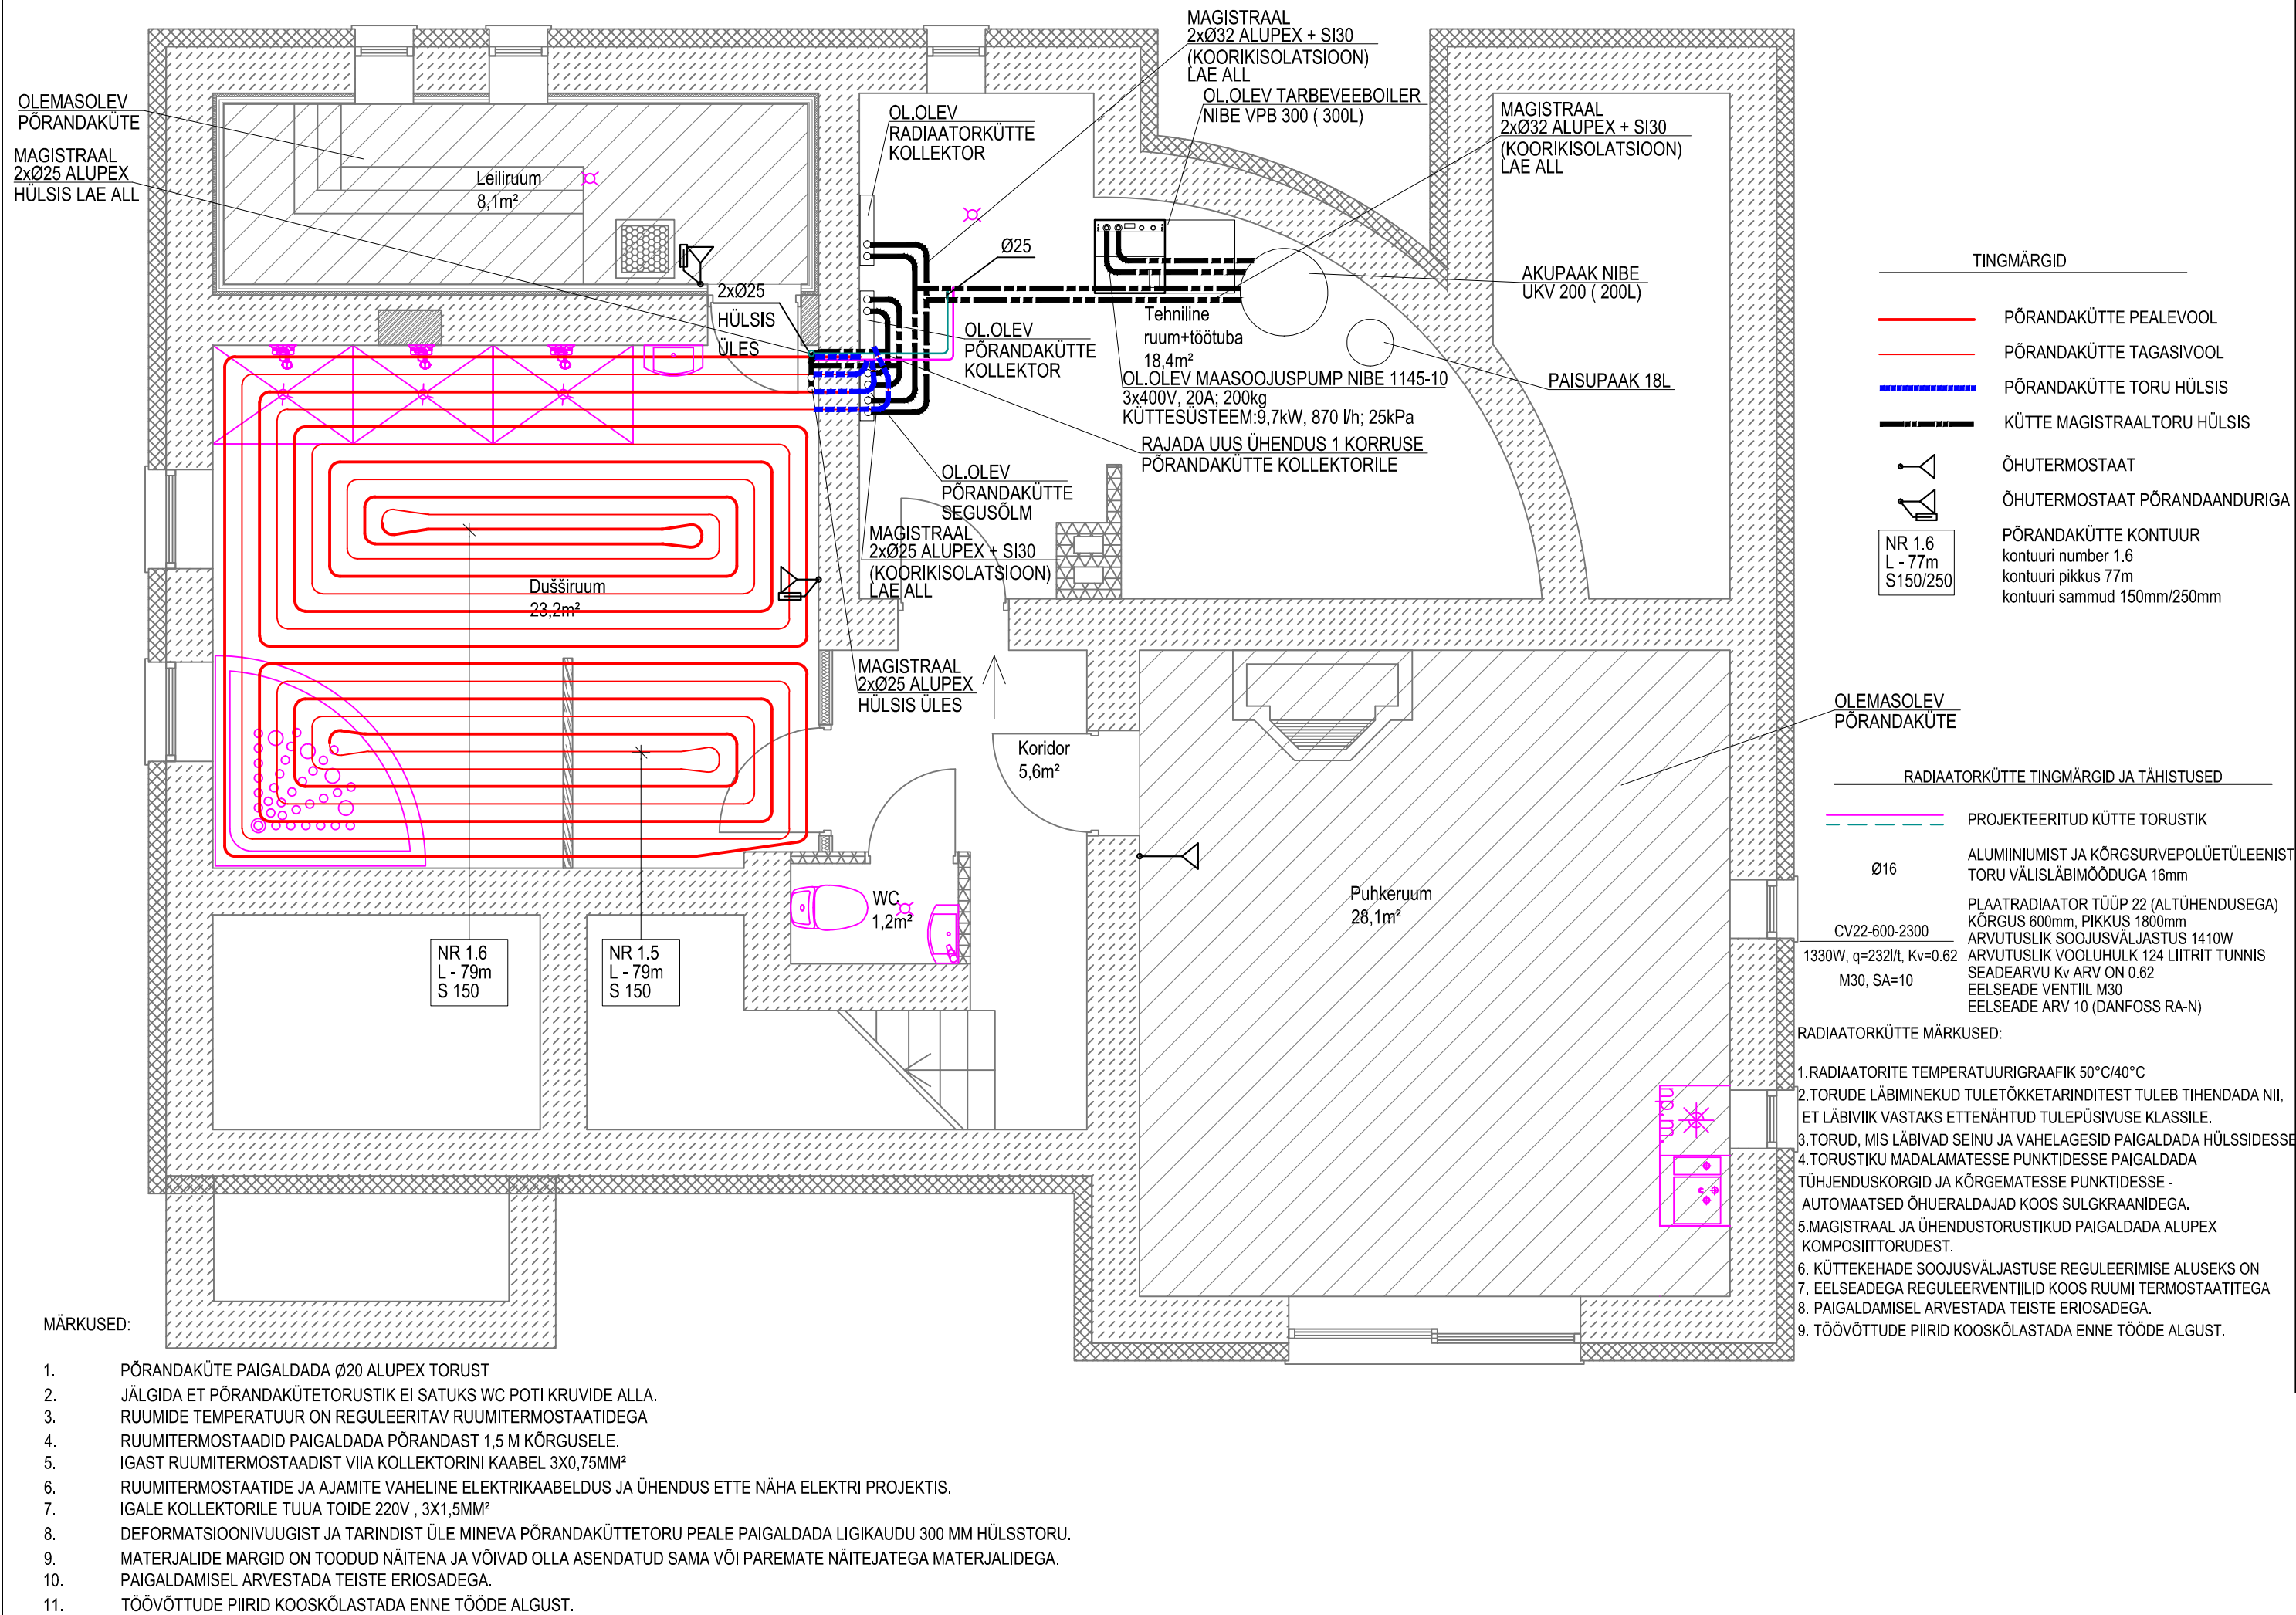 MAGISTRAAL
2xØ32 ALUPEX + SI30
(KOORIKISOLATSIOON)
LAE ALL
OL.OLEV TARBEVEEBOILER
NIBE VPB 300 ( 300L)
MAGISTRAAL
2xØ32 ALUPEX + SI30
(KOORIKISOLATSIOON)
LAE ALL
OLEMASOLEV
PÕRANDAKÜTE
MAGISTRAAL
2xØ25 ALUPEX
HÜLSIS LAE ALL
OL.OLEV
RADIAATORKÜTTE
KOLLEKTOR
Leiliruum
8,1m²
Ø25
2xØ25
HÜLSIS
ÜLES
OL.OLEV
PÕRANDAKÜTTE
KOLLEKTOR
AKUPAAK NIBE
UKV 200 ( 200L)
Tehniline
ruum+töötuba
18,4m²
PAISUPAAK 18L
OL.OLEV MAASOOJUSPUMP NIBE 1145-10
3x400V, 20A; 200kg
KÜTTESÜSTEEM:9,7kW, 870 l/h; 25kPa
RAJADA UUS ÜHENDUS 1 KORRUSE
PÕRANDAKÜTTE KOLLEKTORILE
OL.OLEV
PÕRANDAKÜTTE
SEGUSÕLM
MAGISTRAAL
2xØ25 ALUPEX + SI30
(KOORIKISOLATSIOON)
LAE ALL
Dušširuum
23,2m²
MAGISTRAAL
2xØ25 ALUPEX
HÜLSIS ÜLES
Koridor
5,6m²
WC
1,2m²
Puhkeruum
28,1m²
NR 1.6
L - 79m
S 150
NR 1.5
L - 79m
S 150
TINGMÄRGID
PÕRANDAKÜTTE PEALEVOOL
PÕRANDAKÜTTE TAGASIVOOL
PÕRANDAKÜTTE TORU HÜLSIS
KÜTTE MAGISTRAALTORU HÜLSIS
ÕHUTERMOSTAAT
ÕHUTERMOSTAAT PÕRANDAANDURIGA
NR 1.6
L - 77m
S150/250
PÕRANDAKÜTTE KONTUUR
kontuuri number 1.6
kontuuri pikkus 77m
kontuuri sammud 150mm/250mm
OLEMASOLEV
PÕRANDAKÜTE
RADIAATORKÜTTE TINGMÄRGID JA TÄHISTUSED
PROJEKTEERITUD KÜTTE TORUSTIK
Ø16
ALUMIINIUMIST JA KÕRGSURVEPOLÜETÜLEENIST
TORU VÄLISLÄBIMÕÕDUGA 16mm
CV22-600-2300
1330W, q=232l/t, Kv=0.62
M30, SA=10
PLAATRADIAATOR TÜÜP 22 (ALTÜHENDUSEGA)
KÕRGUS 600mm, PIKKUS 1800mm
ARVUTUSLIK SOOJUSVÄLJASTUS 1410W
ARVUTUSLIK VOOLUHULK 124 LIITRIT TUNNIS
SEADEARVU Kv ARV ON 0.62
EELSEADE VENTIIL M30
EELSEADE ARV 10 (DANFOSS RA-N)
RADIAATORKÜTTE MÄRKUSED:
1.RADIAATORITE TEMPERATUURIGRAAFIK 50°C/40°C
2.TORUDE LÄBIMINEKUD TULETÕKKETARINDITEST TULEB TIHENDADA NII,
ET LÄBIVIIK VASTAKS ETTENÄHTUD TULEPÜSIVUSE KLASSILE.
3.TORUD, MIS LÄBIVAD SEINU JA VAHELAGESID PAIGALDADA HÜLSSIDESSE
4.TORUSTIKU MADALAMATESSE PUNKTIDESSE PAIGALDADA
TÜHJENDUSKORGID JA KÕRGEMATESSE PUNKTIDESSE -
AUTOMAATSED ÕHUERALDAJAD KOOS SULGKRAANIDEGA.
5.MAGISTRAAL JA ÜHENDUSTORUSTIKUD PAIGALDADA ALUPEX
KOMPOSIITTORUDEST.
6. KÜTTEKEHADE SOOJUSVÄLJASTUSE REGULEERIMISE ALUSEKS ON
7. EELSEADEGA REGULEERVENTIILID KOOS RUUMI TERMOSTAATITEGA
8. PAIGALDAMISEL ARVESTADA TEISTE ERIOSADEGA.
9. TÖÖVÕTTUDE PIIRID KOOSKÕLASTADA ENNE TÖÖDE ALGUST.
MÄRKUSED:
1. PÕRANDAKÜTE PAIGALDADA Ø20 ALUPEX TORUST
2. JÄLGIDA ET PÕRANDAKÜTETORUSTIK EI SATUKS WC POTI KRUVIDE ALLA.
3. RUUMIDE TEMPERATUUR ON REGULEERITAV RUUMITERMOSTAATIDEGA
4. RUUMITERMOSTAADID PAIGALDADA PÕRANDAST 1,5 M KÕRGUSELE.
5. IGAST RUUMITERMOSTAADIST VIIA KOLLEKTORINI KAABEL 3X0,75MM²
6. RUUMITERMOSTAATIDE JA AJAMITE VAHELINE ELEKTRIKAABELDUS JA ÜHENDUS ETTE NÄHA ELEKTRI PROJEKTIS.
7. IGALE KOLLEKTORILE TUUA TOIDE 220V , 3X1,5MM²
8. DEFORMATSIOONIVUUGIST JA TARINDIST ÜLE MINEVA PÕRANDAKÜTTETORU PEALE PAIGALDADA LIGIKAUDU 300 MM HÜLSSTORU.
9. MATERJALIDE MARGID ON TOODUD NÄITENA JA VÕIVAD OLLA ASENDATUD SAMA VÕI PAREMATE NÄITEJATEGA MATERJALIDEGA.
10. PAIGALDAMISEL ARVESTADA TEISTE ERIOSADEGA.
11. TÖÖVÕTTUDE PIIRID KOOSKÕLASTADA ENNE TÖÖDE ALGUST.